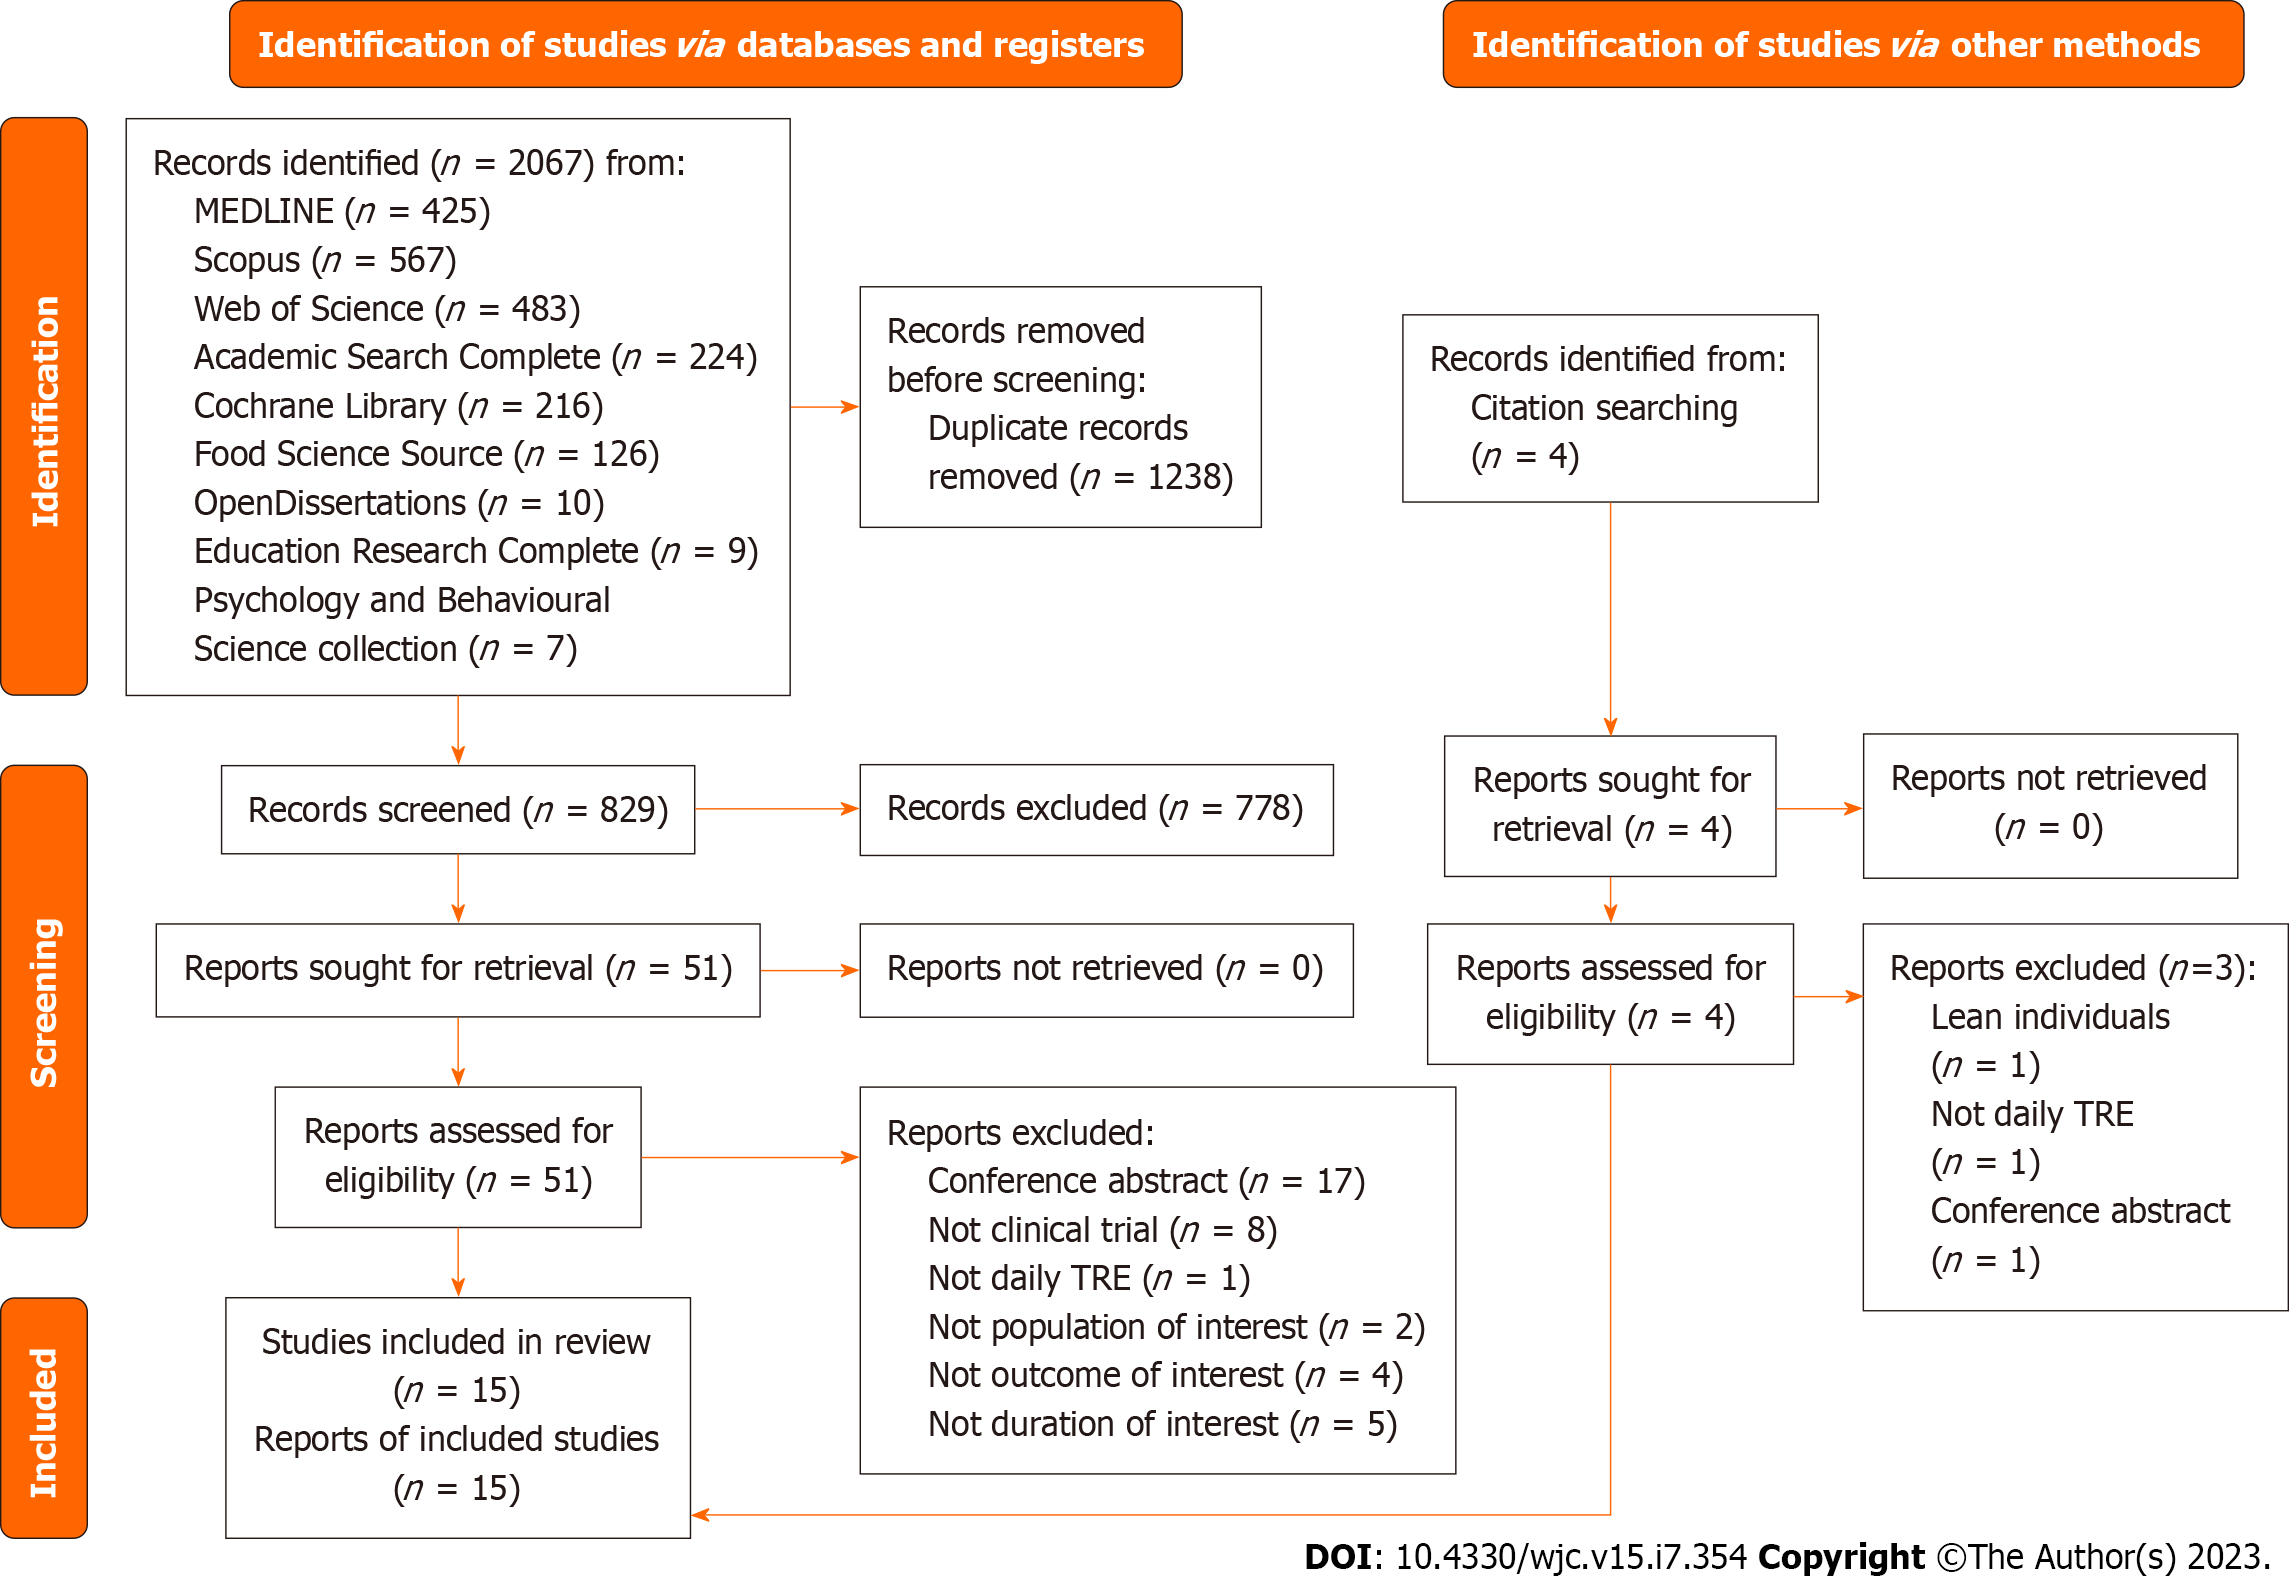 Identification of studies via databases and registers
Identification of studies via other methods
Identification
Records identified (n = 2067) from:
MEDLINE (n = 425)
Scopus (n = 567)
Web of Science (n = 483)
Academic Search Complete (n = 224)
Cochrane Library (n = 216)
Food Science Source (n = 126)
OpenDissertations (n = 10)
Education Research Complete (n = 9)
Psychology and Behavioural
Science collection (n = 7)
Records removed
before screening:
Duplicate records
removed (n = 1238)
Records identified from:
Citation searching
(n = 4)
Screening
Records screened (n = 829)
Records excluded (n = 778)
Reports sought for
retrieval (n = 4)
Reports not retrieved
(n = 0)
Reports sought for retrieval (n = 51)
Reports not retrieved (n = 0)
Reports assessed for
eligibility (n = 4)
Reports excluded (n=3):
Lean individuals
(n = 1)
Not daily TRE
(n = 1)
Conference abstract
(n = 1)
Reports assessed for
eligibility (n = 51)
Reports excluded:
Conference abstract (n = 17)
Not clinical trial (n = 8)
Not daily TRE (n = 1)
Not population of interest (n = 2)
Not outcome of interest (n = 4)
Not duration of interest (n = 5)
Included
Studies included in review
(n = 15)
Reports of included studies
(n = 15)
DOI: 10.4330/wjc.v15.i7.354 Copyright ©The Author(s) 2023.